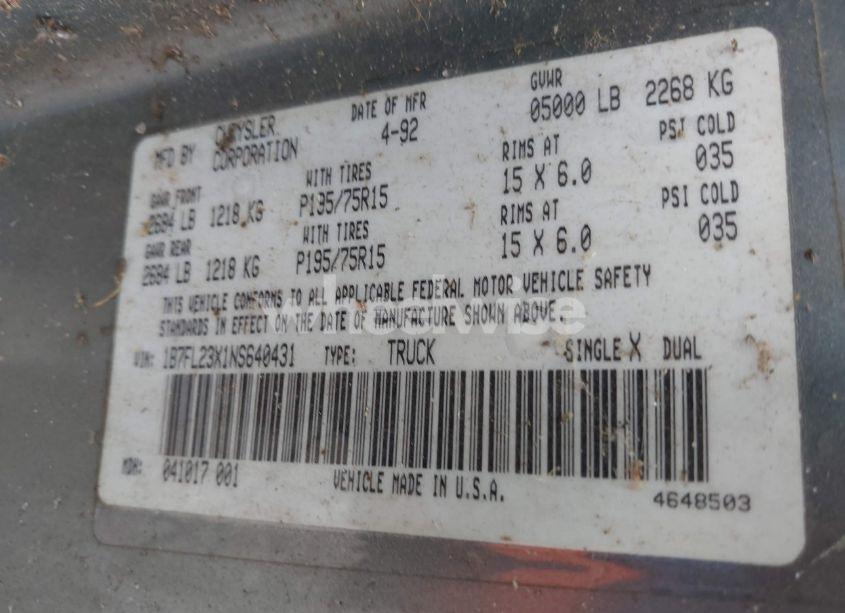 MFD BY CHRYSLER CORPORATION DATE OF MFR 4-92 GVWR 05000 LB 2268 KG
GAWR FRONT WITH TIRES RIMS AT PSI COLD
2684 LB 1218 KG P195/75R15 15 X 6.0 035
GAWR REAR WITH TIRES RIMS AT PSI COLD
2684 LB 1218 KG P195/75R15 15 X 6.0 035
THIS VEHICLE CONFORMS TO ALL APPLICABLE FEDERAL MOTOR VEHICLE SAFETY
STANDARDS IN EFFECT ON THE DATE OF MANUFACTURE SHOWN ABOVE.
VIN: 1B7FL23X1NS640431 TYPE: TRUCK SINGLE X DUAL
MDH: 041017 001 VEHICLE MADE IN U.S.A. 4648503